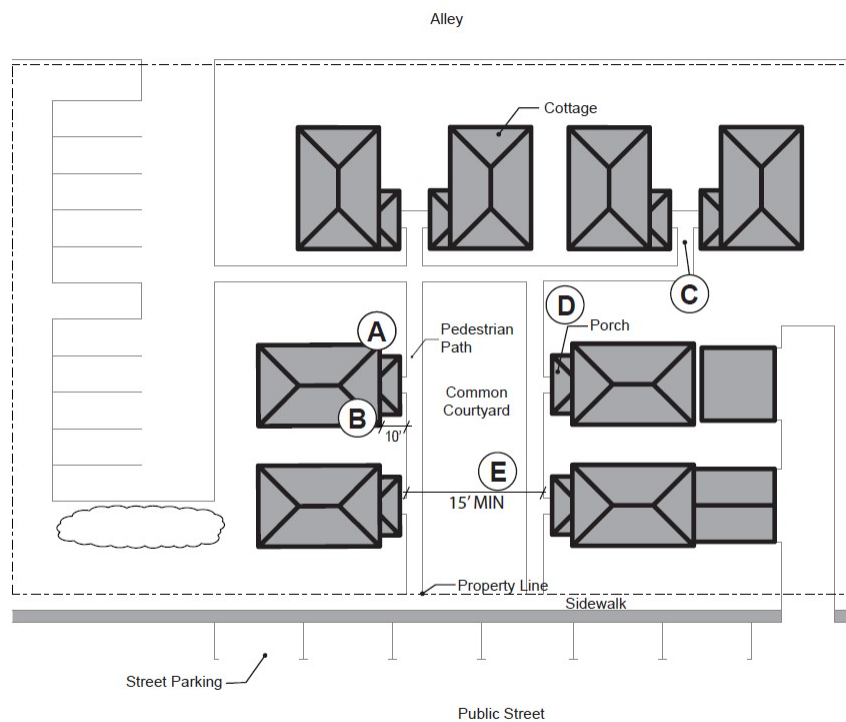 Alley
Cottage
C
D
A
Porch
Pedestrian
Path
Common
Courtyard
B
10'
E
15' MIN
Property Line
Sidewalk
Street Parking
Public Street